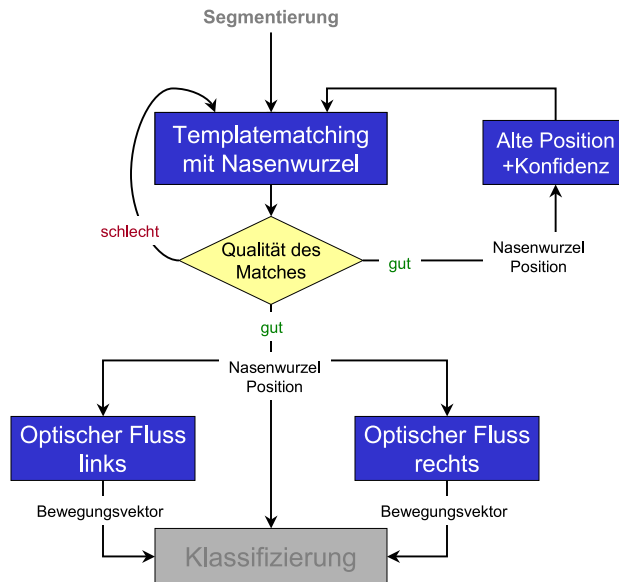 Segmentierung
Templatematching
mit Nasenwurzel
Alte Position
+Konfidenz
schlecht
Qualität des
Matches
gut
Nasenwurzel
Position
gut
Nasenwurzel
Position
Optischer Fluss
links
Optischer Fluss
rechts
Bewegungsvektor
Bewegungsvektor
Klassifizierung